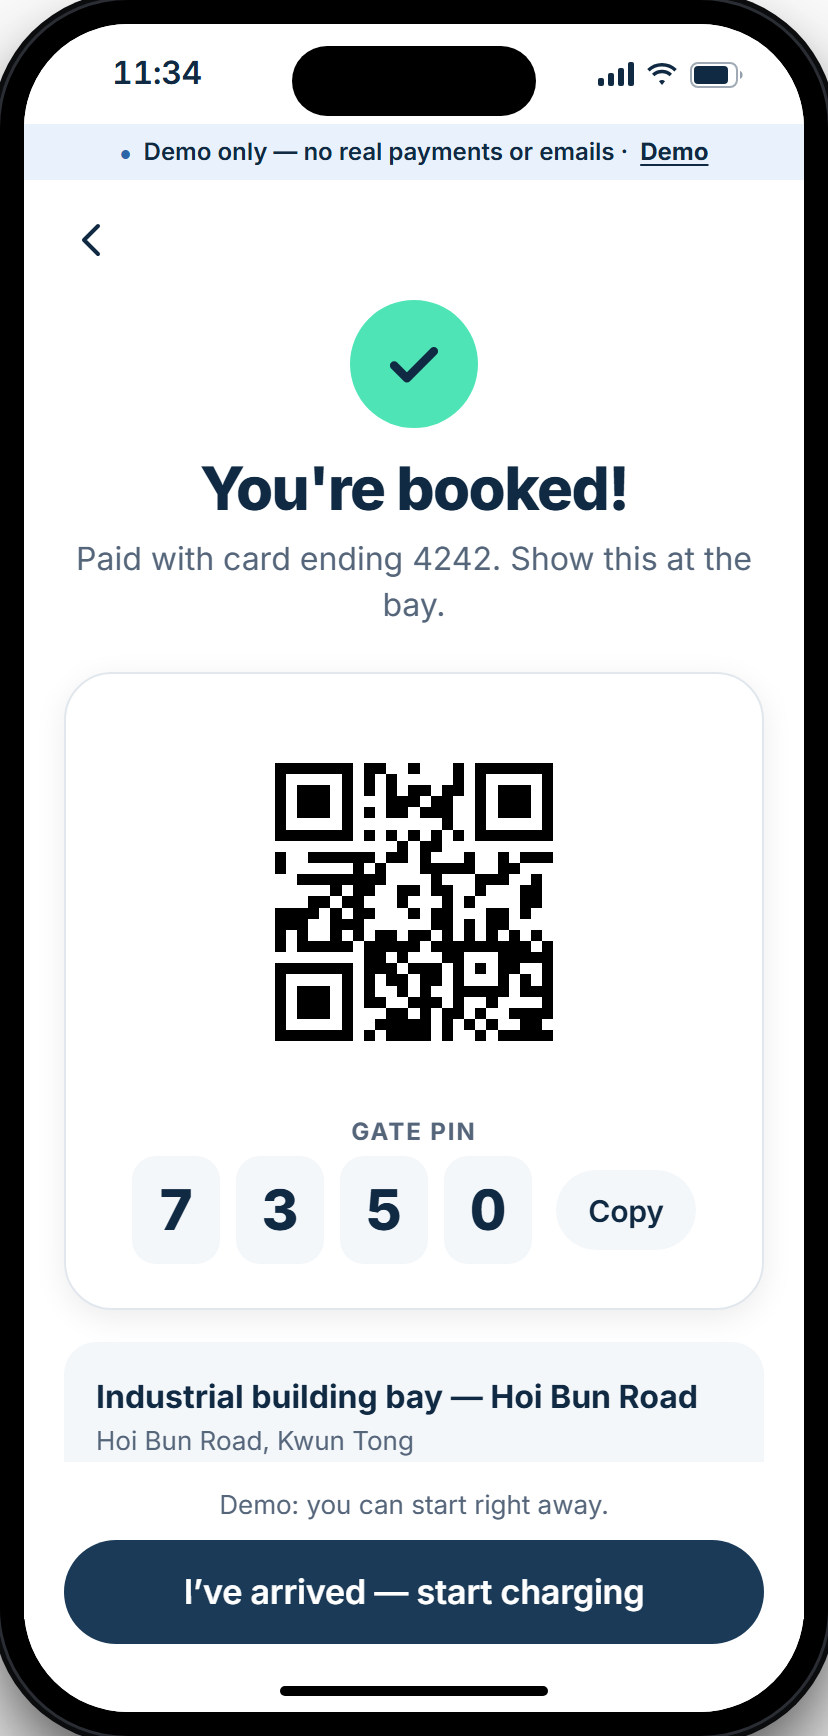 11:34
Demo only — no real payments or emails · Demo
You're booked!
Paid with card ending 4242. Show this at the
bay.
GATE PIN
7 3 5 0 Copy
Industrial building bay — Hoi Bun Road
Hoi Bun Road, Kwun Tong
Demo: you can start right away.
I’ve arrived — start charging